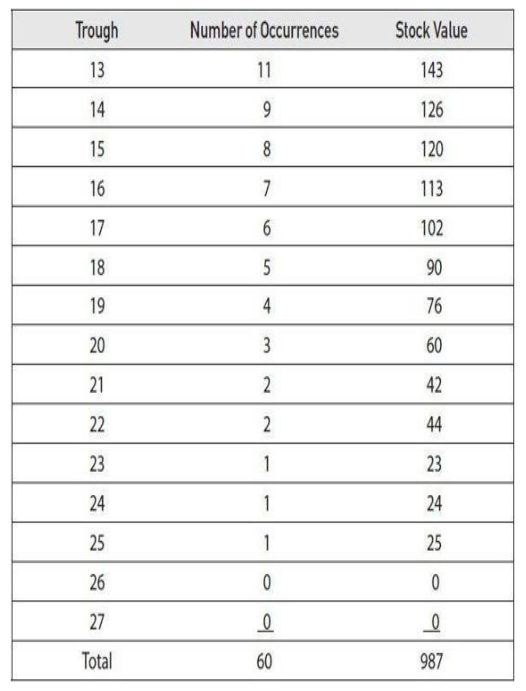 Trough Number of Occurrences Stock Value
13 11 143
14 9 126
15 8 120
16 7 113
17 6 102
18 5 90
19 4 76
20 3 60
21 2 42
22 2 44
23 1 23
24 1 24
25 1 25
26 0 0
27 0 0
Total 60 987